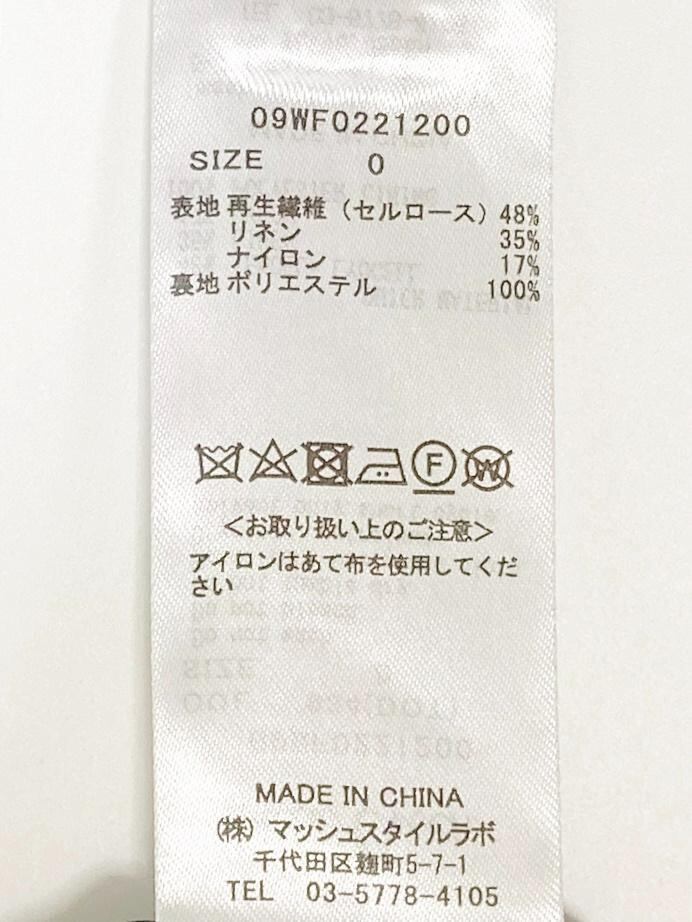 09WF0221200
SIZE 0
表地 再生繊維（セルロース）48%
リネン 35%
ナイロン 17%
裏地 ポリエステル 100%
F W
＜お取り扱い上のご注意＞
アイロンはあて布を使用してくだ
さい
MADE IN CHINA
（株）マッシュスタイルラボ
千代田区麹町5-7-1
TEL 03-5778-4105